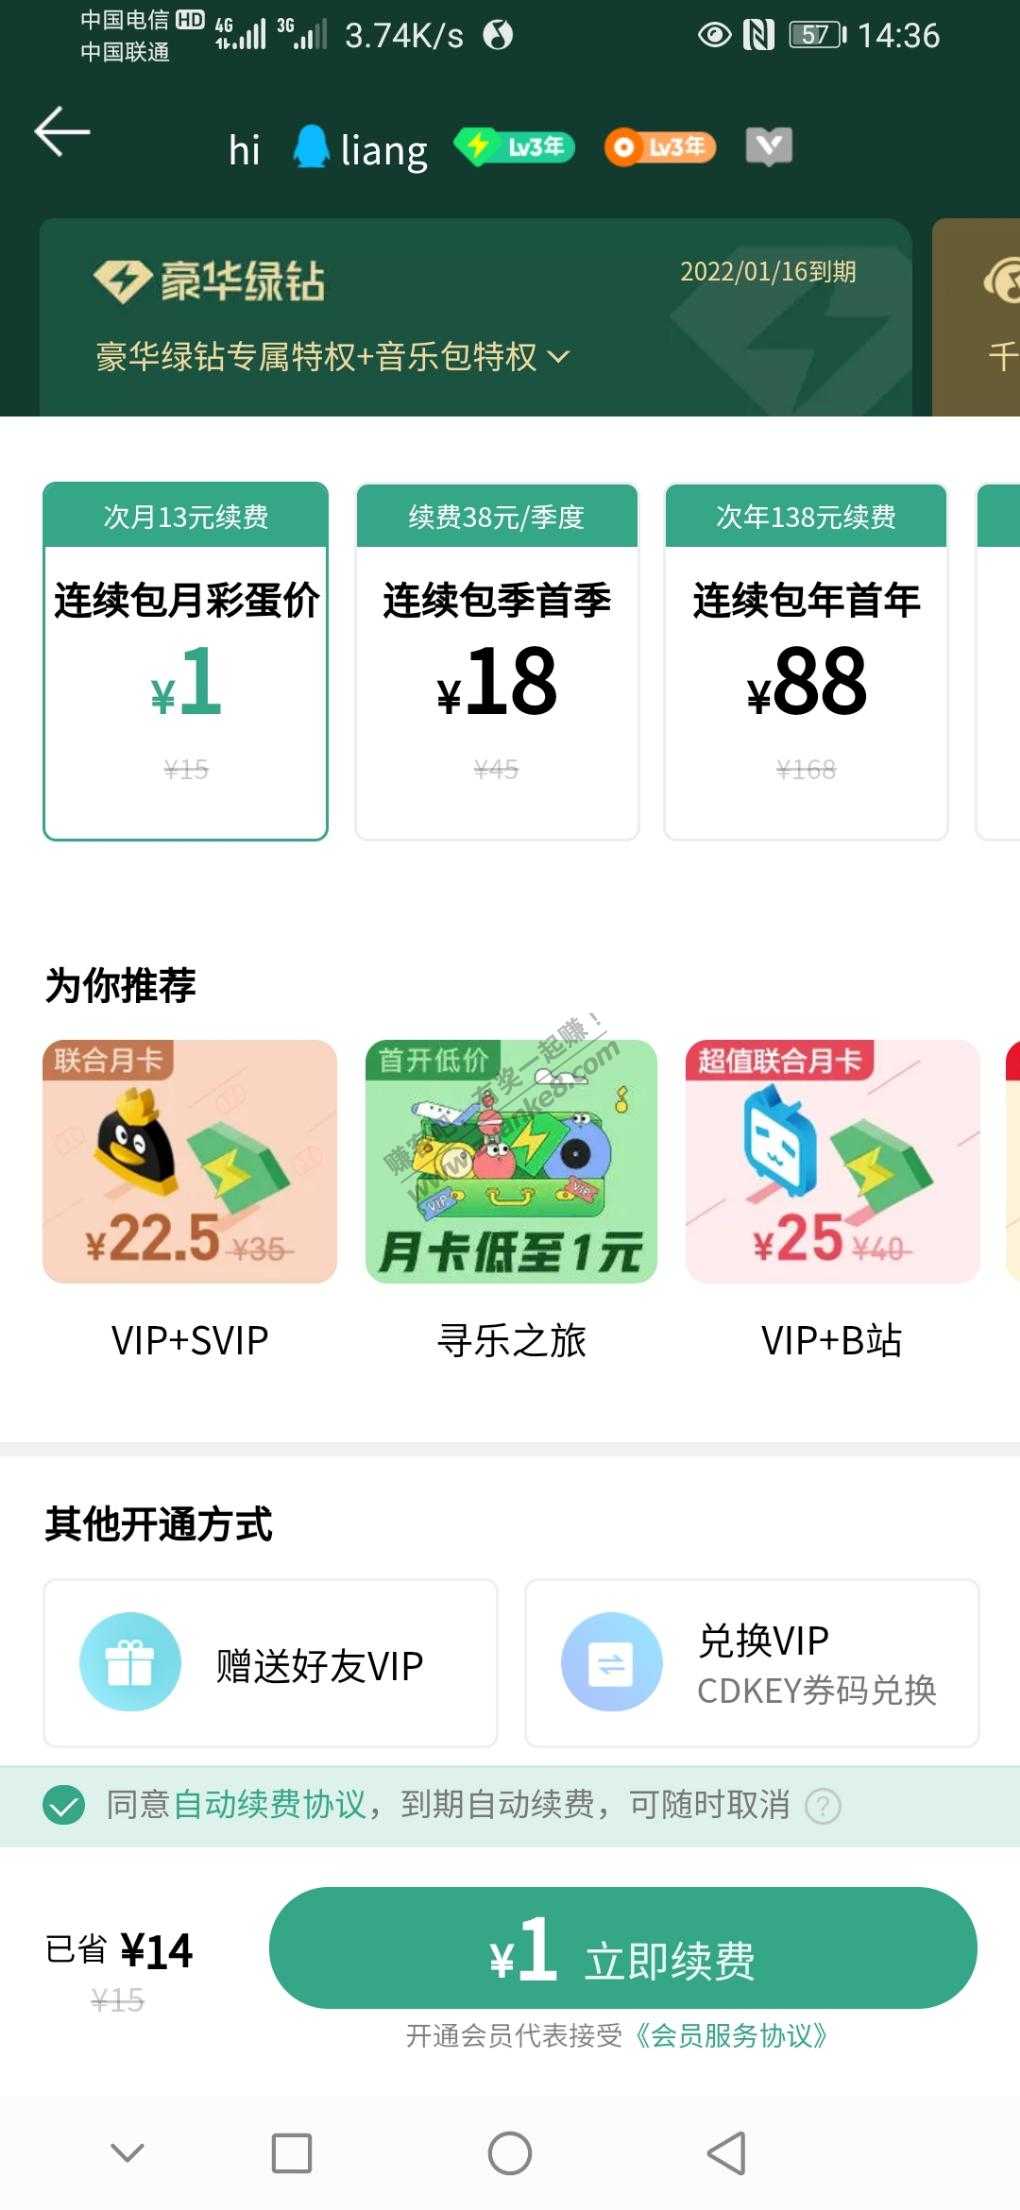 中国电信 HD 4G 3G 3.74K/s 57 14:36
中国联通
hi liang Lv3年 Lv3年
豪华绿钻 2022/01/16到期
豪华绿钻专属特权+音乐包特权 千
次月13元续费 续费38元/季度 次年138元续费
连续包月彩蛋价 连续包季首季 连续包年首年
¥1 ¥18 ¥88
¥15 ¥45 ¥168
为你推荐
联合月卡 首开低价 超值联合月卡
VIP VIP
¥22.5 ¥35 月卡低至1元 ¥25 ¥40
VIP+SVIP 寻乐之旅 VIP+B站
赚客吧,有奖一起赚!
www.zuanke8.com
其他开通方式
赠送好友VIP 兑换VIP
CDKEY券码兑换
同意自动续费协议，到期自动续费，可随时取消 ?
已省 ¥14 ¥1 立即续费
¥15
开通会员代表接受《会员服务协议》